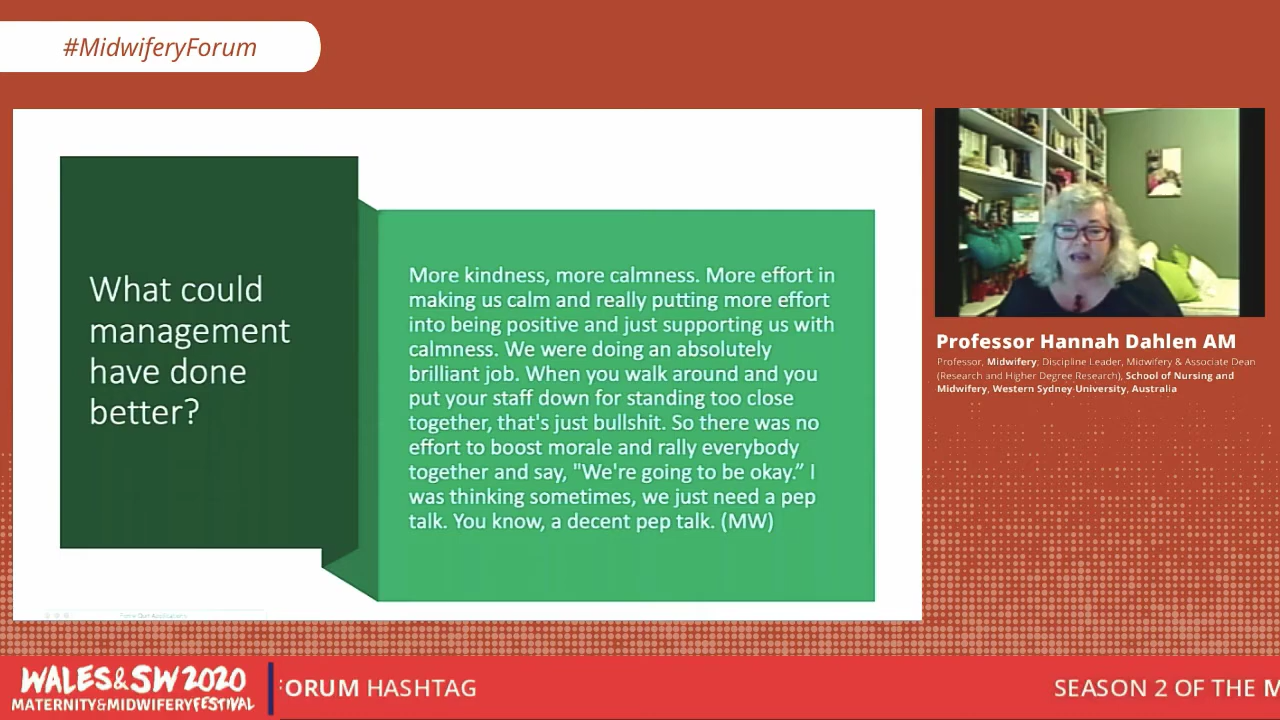 #MidwiferyForum
What could
management
have done
better?
More kindness, more calmness. More effort in
making us calm and really putting more effort
into being positive and just supporting us with
calmness. We were doing an absolutely
brilliant job. When you walk around and you
put your staff down for standing too close
together, that's just bullshit. So there was no
effort to boost morale and rally everybody
together and say, "We're going to be okay.” I
was thinking sometimes, we just need a pep
talk. You know, a decent pep talk. (MW)
Professor Hannah Dahlen AM
Professor, Midwifery; Discipline Leader, Midwifery & Associate Dean
(Research and Higher Degree Research), School of Nursing and
Midwifery, Western Sydney University, Australia
WALES&SW2020
MATERNITY&MIDWIFERYFESTIVAL
ORUM HASHTAG
SEASON 2 OF THE M